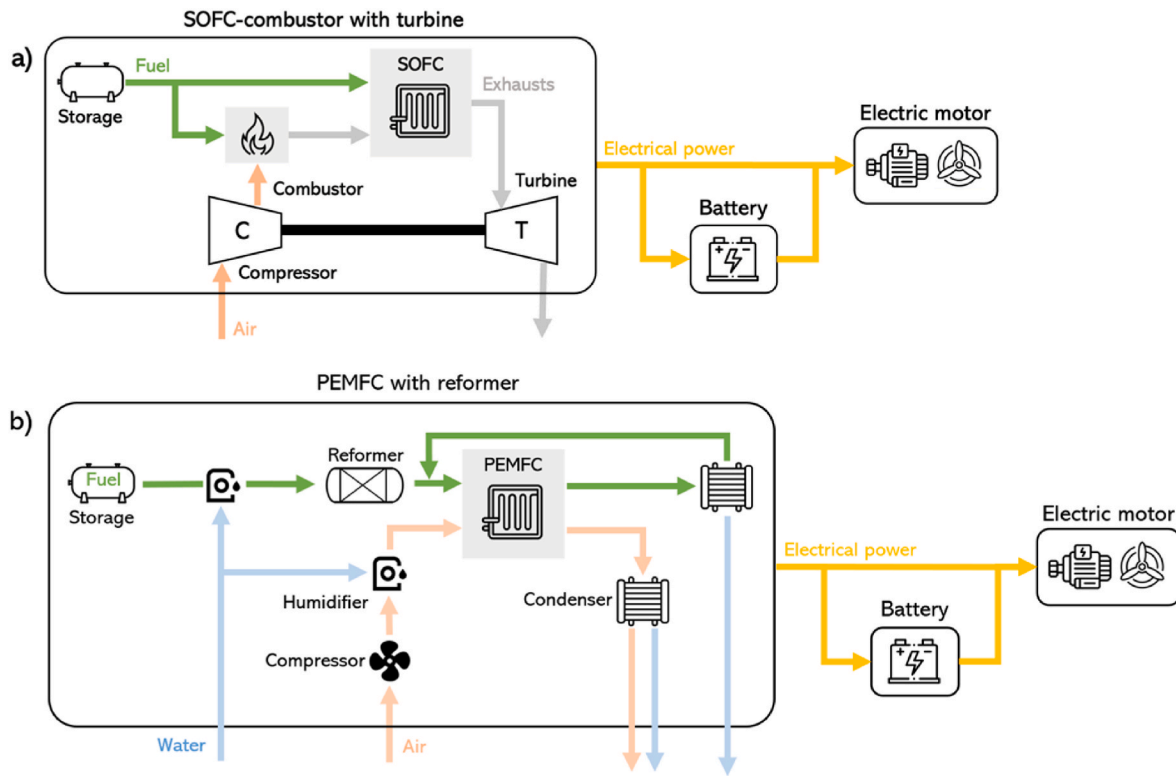 SOFC-combustor with turbine
a)
Fuel
SOFC
Storage
Exhausts
Electric motor
Electrical power
Combustor
Turbine
C
T
Battery
Compressor
Air
PEMFC with reformer
b)
Reformer
PEMFC
Fuel
Storage
Electric motor
Electrical power
Humidifier
Condenser
Battery
Compressor
Water
Air